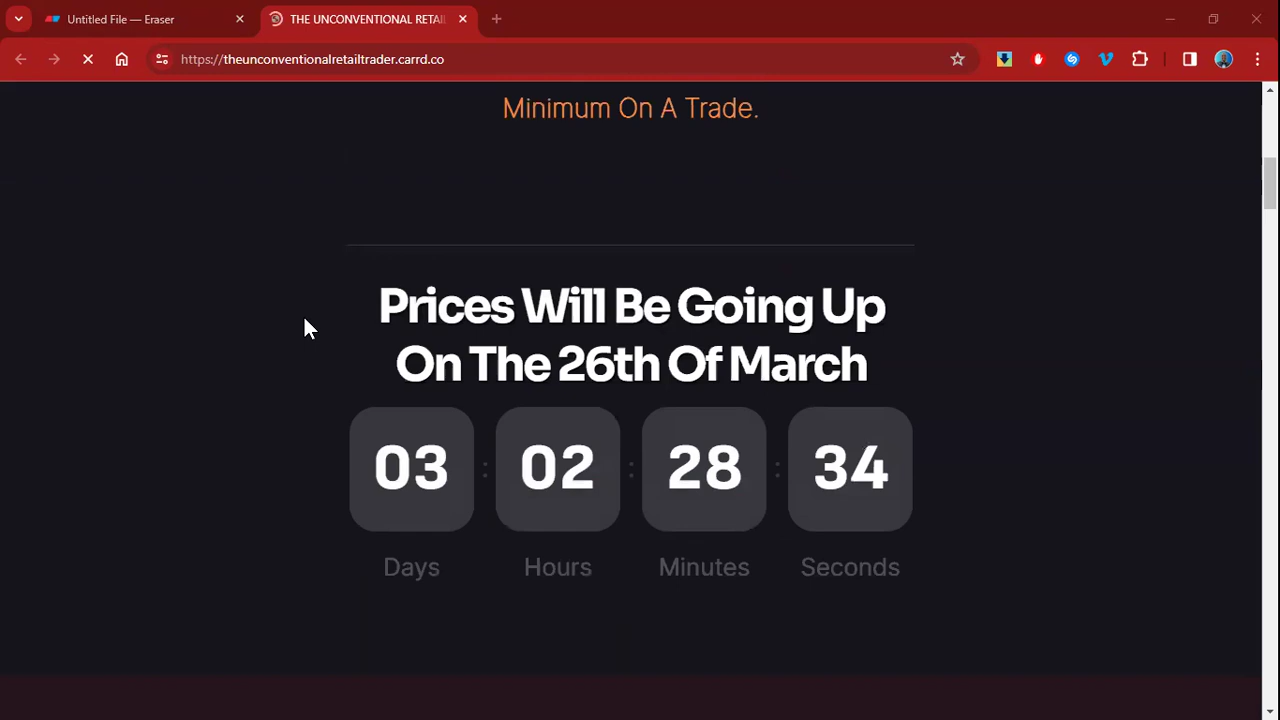 Untitled File — Eraser
THE UNCONVENTIONAL RETAIL
https://theunconventionalretailtrader.carrd.co
Minimum On A Trade.
Prices Will Be Going Up
On The 26th Of March
03 : 02 : 28 : 34
Days Hours Minutes Seconds